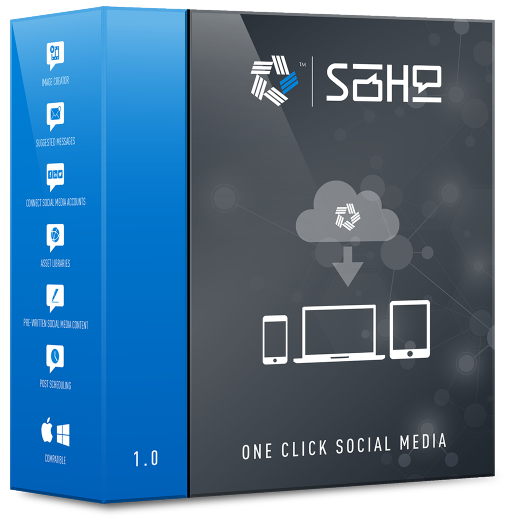 IMAGE CREATOR
SUGGESTED MESSAGES
CONNECT SOCIAL MEDIA ACCOUNTS
ASSET LIBRARIES
PRE-WRITTEN SOCIAL MEDIA CONTENT
POST SCHEDULING
COMPATIBLE
1.0
™
SOHO
ONE CLICK SOCIAL MEDIA